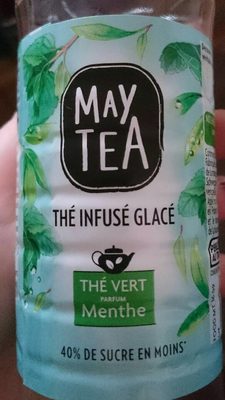 MAY
TEA
THÉ INFUSÉ GLACÉ
THÉ VERT
PARFUM
Menthe
40% DE SUCRE EN MOINS*